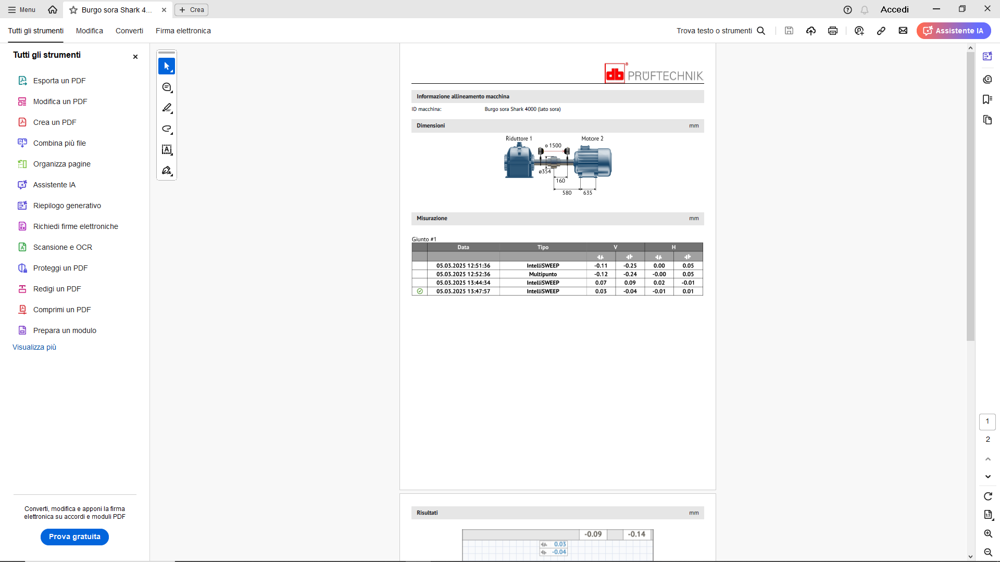 Menu
Burgo sora Shark 4...
Crea
Accedi
Tutti gli strumenti
Modifica
Converti
Firma elettronica
Trova testo o strumenti
Assistente IA
Tutti gli strumenti
Esporta un PDF
Modifica un PDF
Crea un PDF
Combina più file
Organizza pagine
Assistente IA
Riepilogo generativo
Richiedi firme elettroniche
Scansione e OCR
Proteggi un PDF
Redigi un PDF
Comprimi un PDF
Prepara un modulo
Visualizza più
Converti, modifica e apponi la firma
elettronica su accordi e moduli PDF
Prova gratuita
db® PRÜFTECHNIK
Informazione allineamento macchina
ID macchina: Burgo sora Shark 4000 (lato sora)
Dimensioni mm
Riduttore 1 Motore 2
1500
ø354
160
580 635
Misurazione mm
Giunto #1
Data Tipo V H
05.03.2025 12:51:36 IntelliSWEEP -0.11 -0.25 0.00 0.05
05.03.2025 12:52:36 Multipunto -0.12 -0.24 -0.00 0.05
05.03.2025 13:44:34 IntelliSWEEP 0.07 0.09 0.02 -0.01
05.03.2025 13:47:57 IntelliSWEEP 0.03 -0.04 -0.01 0.01
Risultati mm
-0.09 -0.14
0.03
-0.04
1
2
1:1